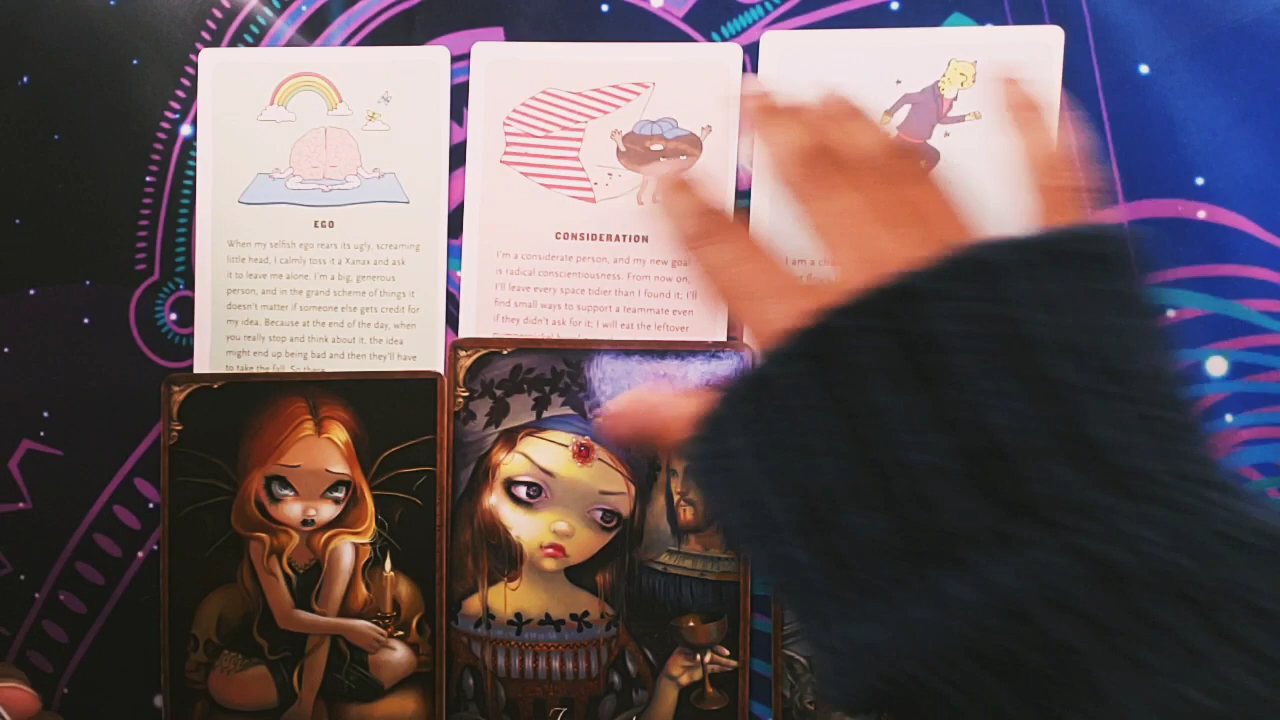 EGO
When my selfish ego rears its ugly, screaming
little head, I calmly toss it a Xanax and ask
it to leave me alone. I'm a big, generous
person, and in the grand scheme of things it
doesn't matter if someone else gets credit for
my idea. Because at the end of the day, when
you really stop and think about it, the idea
might end up being bad and then they'll have
to take the fall. So there.
CONSIDERATION
I'm a considerate person, and my new goal
is radical conscientiousness. From now on,
I'll leave every space tidier than I found it; I'll
find small ways to support a teammate even
if they didn't ask for it; I will eat the leftover
I am a